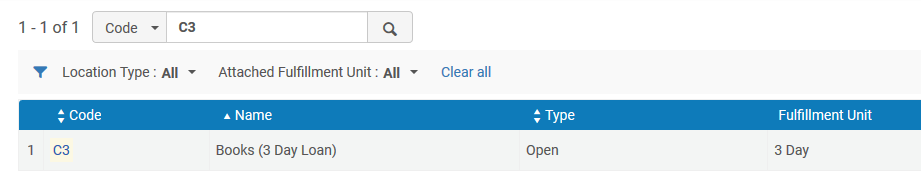 1 - 1 of 1 Code C3
Location Type : All Attached Fulfillment Unit : All Clear all
Code Name Type Fulfillment Unit
1 C3 Books (3 Day Loan) Open 3 Day